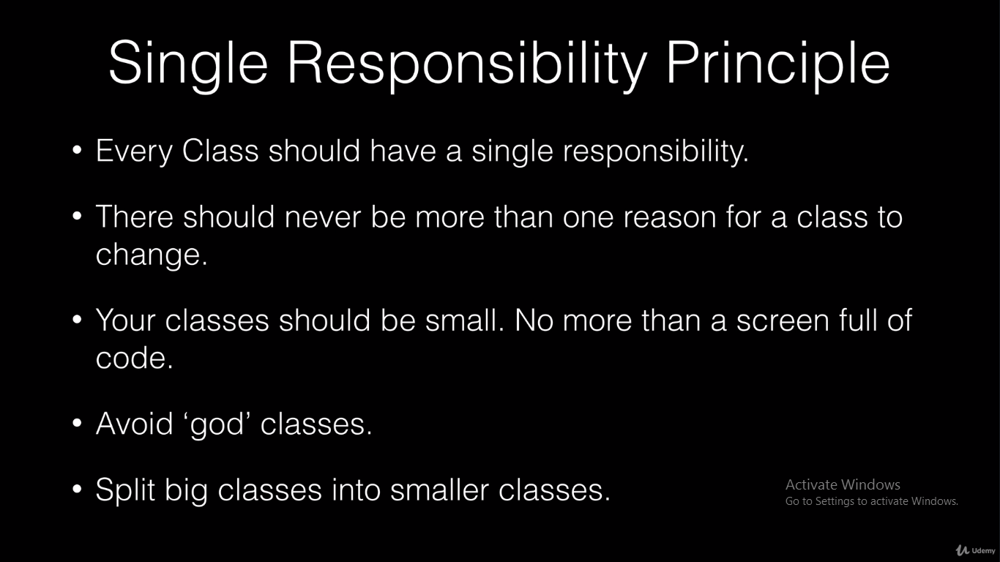 Single Responsibility Principle
• Every Class should have a single responsibility.
• There should never be more than one reason for a class to
change.
• Your classes should be small. No more than a screen full of
code.
• Avoid ‘god’ classes.
• Split big classes into smaller classes.
Activate Windows
Go to Settings to activate Windows.
Udemy